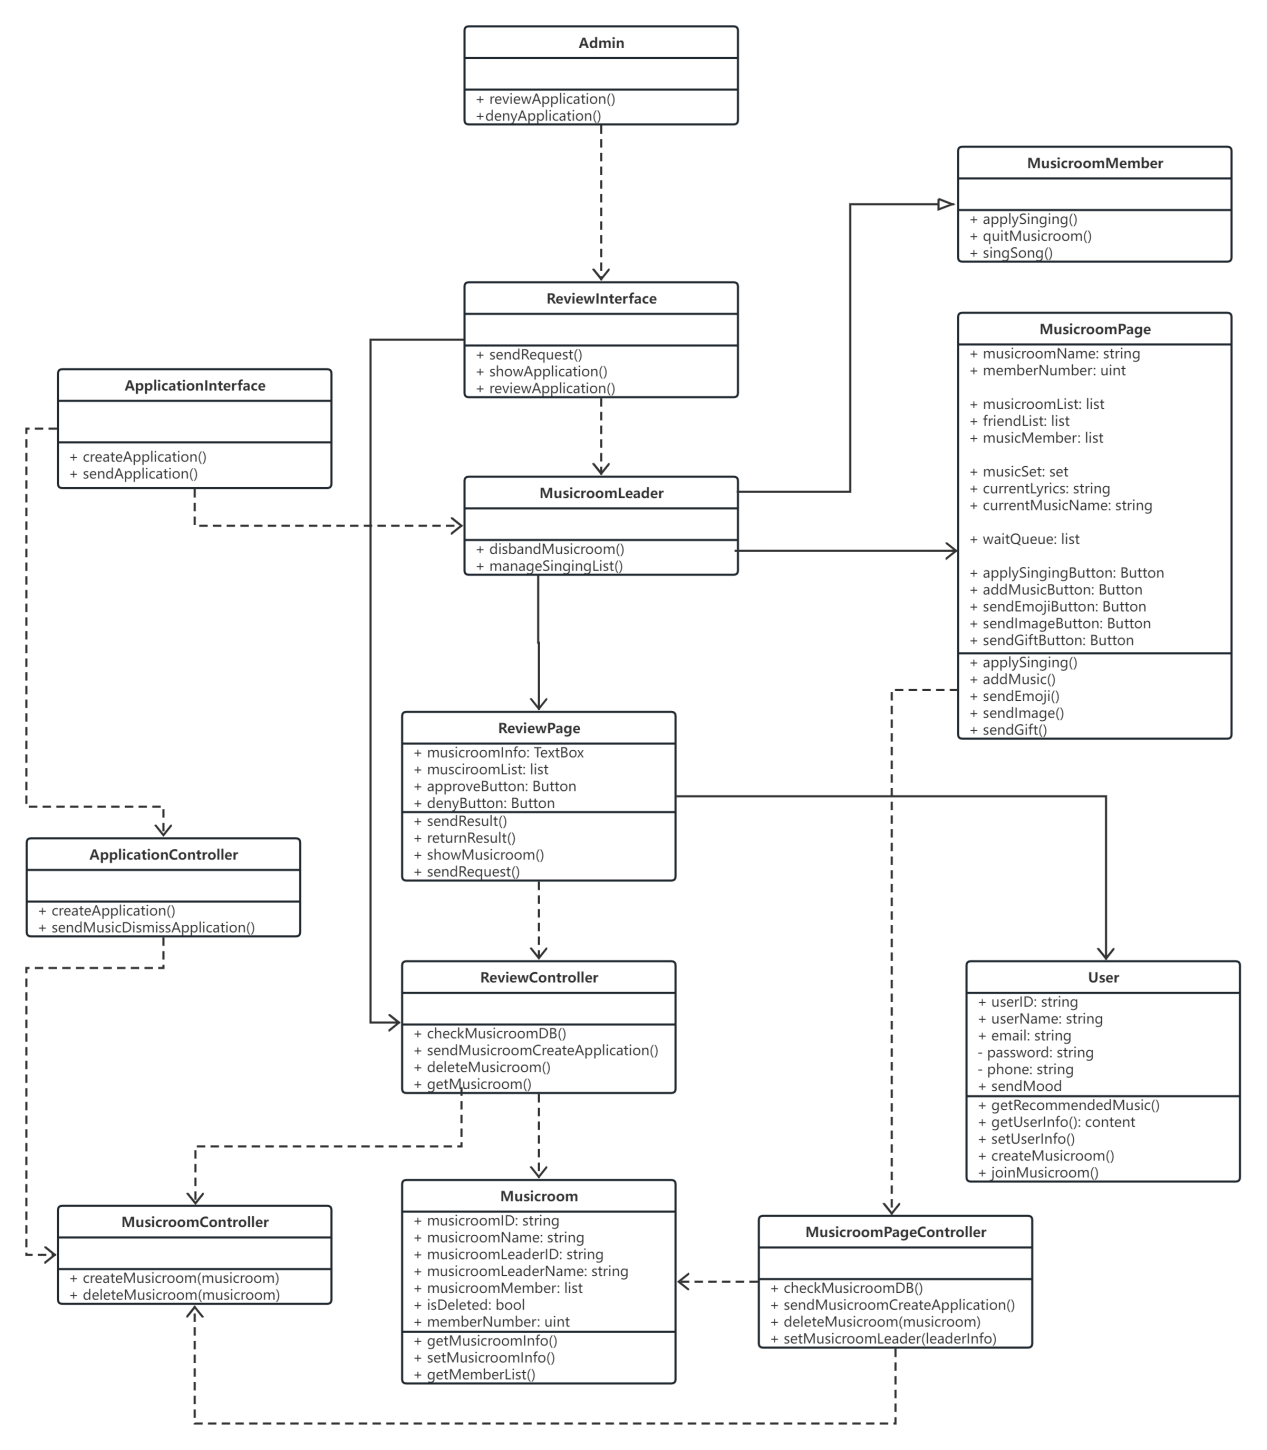 Admin
+ reviewApplication()
+denyApplication()
MusicroomMember
+ applySinging()
+ quitMusicroom()
+ singSong()
ReviewInterface
+ sendRequest()
+ showApplication()
+ reviewApplication()
MusicroomPage
+ musicroomName: string
+ memberNumber: uint
+ musicroomList: list
+ friendList: list
+ musicMember: list
+ musicSet: set
+ currentLyrics: string
+ currentMusicName: string
+ waitQueue: list
+ applySingingButton: Button
+ addMusicButton: Button
+ sendEmojiButton: Button
+ sendImageButton: Button
+ sendGiftButton: Button
+ applySinging()
+ addMusic()
+ sendEmoji()
+ sendImage()
+ sendGift()
ApplicationInterface
+ createApplication()
+ sendApplication()
MusicroomLeader
+ disbandMusicroom()
+ manageSingingList()
ReviewPage
+ musicroomInfo: TextBox
+ musciroomList: list
+ approveButton: Button
+ denyButton: Button
+ sendResult()
+ returnResult()
+ showMusicroom()
+ sendRequest()
ApplicationController
+ createApplication()
+ sendMusicDismissApplication()
ReviewController
+ checkMusicroomDB()
+ sendMusicroomCreateApplication()
+ deleteMusicroom()
+ getMusicroom()
User
+ userID: string
+ userName: string
+ email: string
- password: string
- phone: string
+ sendMood
+ getRecommendedMusic()
+ getUserInfo(): content
+ setUserInfo()
+ createMusicroom()
+ joinMusicroom()
MusicroomController
+ createMusicroom(musicroom)
+ deleteMusicroom(musicroom)
Musicroom
+ musicroomID: string
+ musicroomName: string
+ musicroomLeaderID: string
+ musicroomLeaderName: string
+ musicroomMember: list
+ isDeleted: bool
+ memberNumber: uint
+ getMusicroomInfo()
+ setMusicroomInfo()
+ getMemberList()
MusicroomPageController
+ checkMusicroomDB()
+ sendMusicroomCreateApplication()
+ deleteMusicroom(musicroom)
+ setMusicroomLeader(leaderInfo)